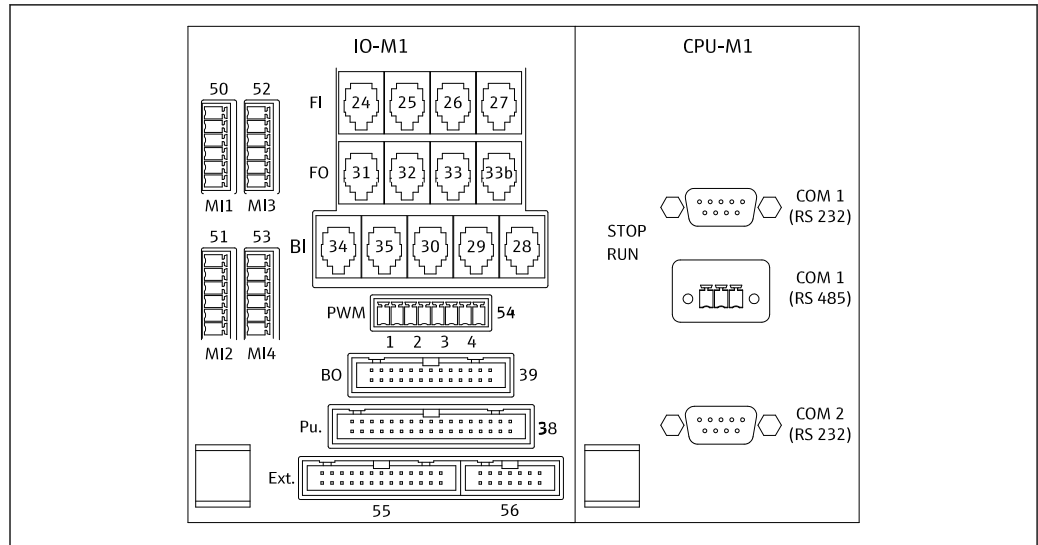 IO-M1
CPU-M1
50 52
FI 24 25 26 27
FO 31 32 33 33b
MI1 MI3
51 53
BI 34 35 30 29 28
PWM 54
1 2 3 4
MI2 MI4
BO 39
Pu. 38
Ext.
55 56
STOP
RUN
COM 1
(RS 232)
COM 1
(RS 485)
COM 2
(RS 232)